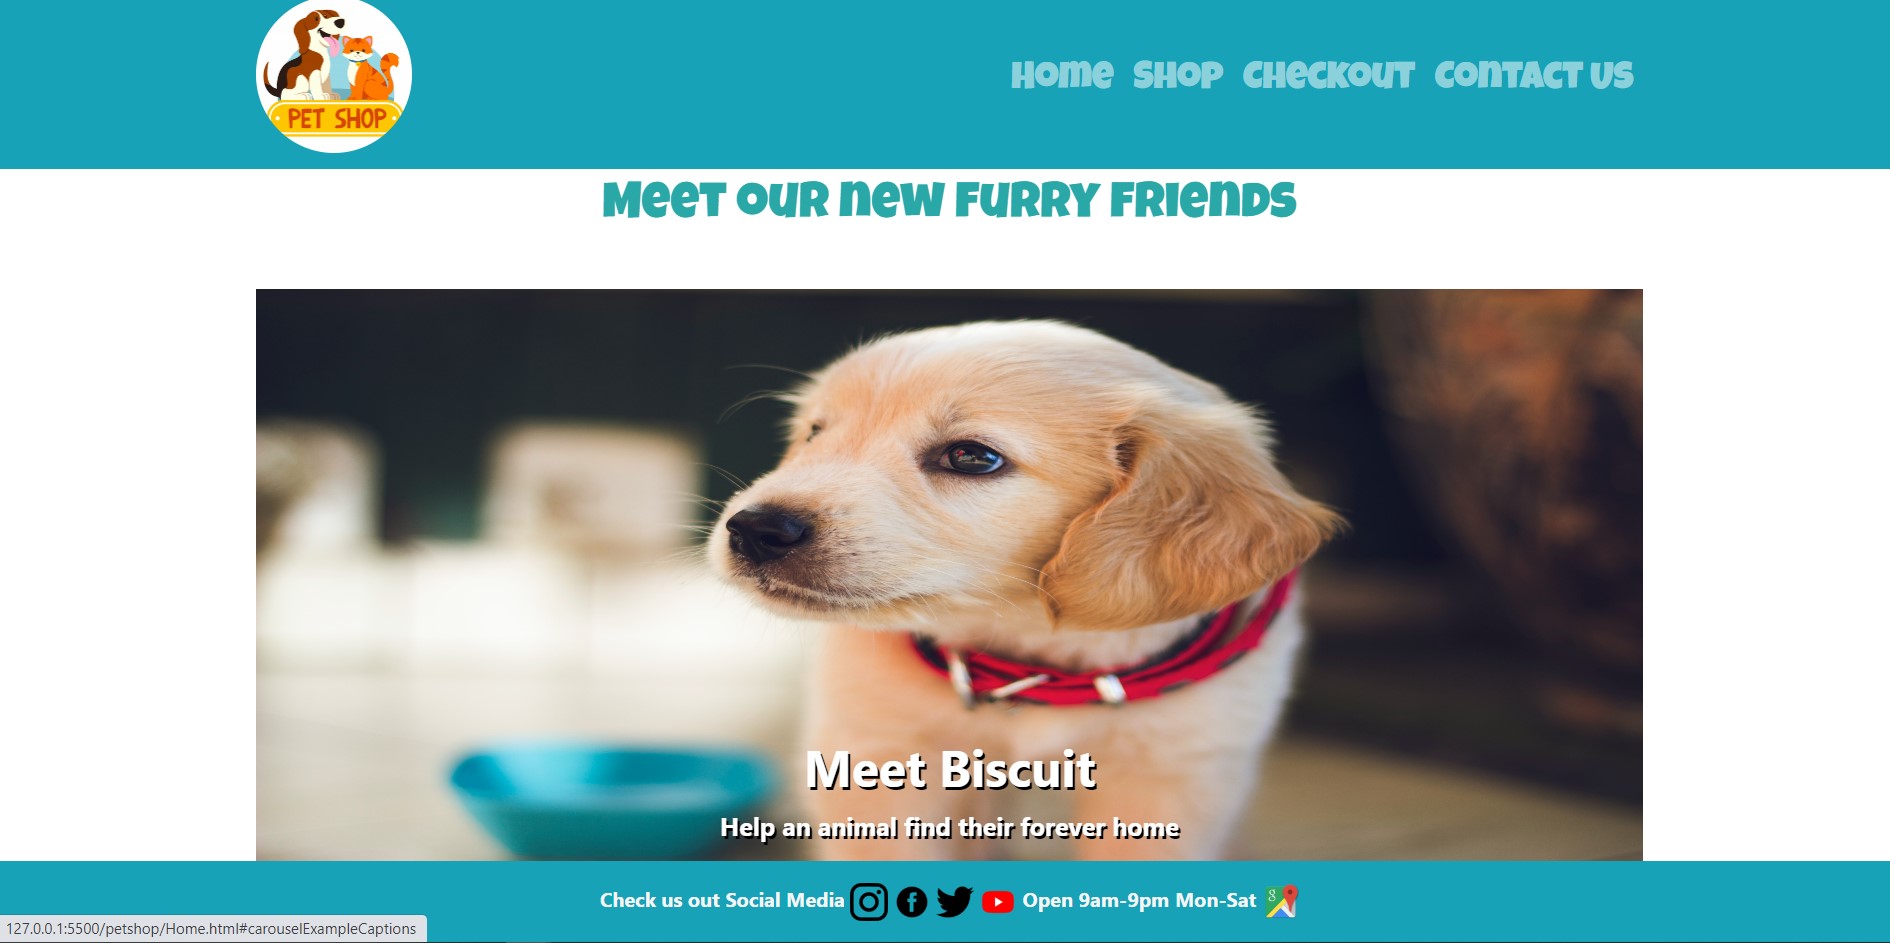 PET SHOP
Home Shop Checkout Contact Us
Meet our new Furry Friends
Meet Biscuit
Help an animal find their forever home
Check us out Social Media Open 9am-9pm Mon-Sat
127.0.0.1:5500/petshop/Home.html#carouselExampleCaptions